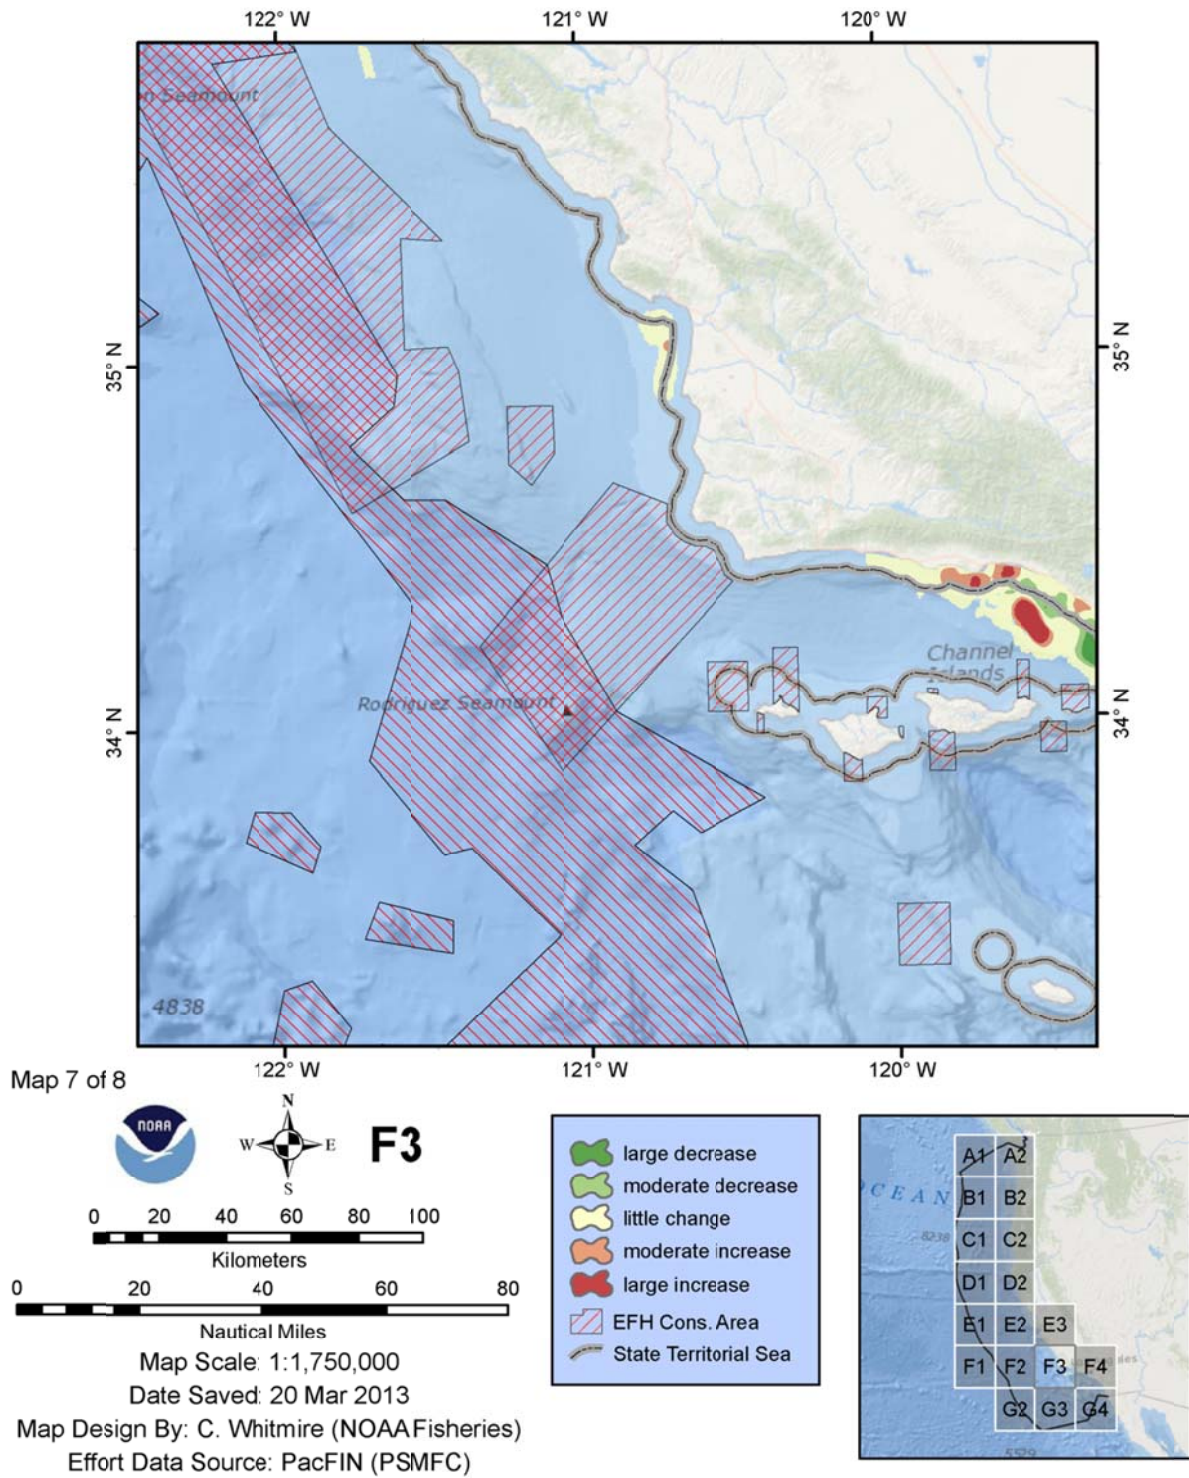 122° W 121° W 120° W
n Seamount
35° N 35° N
Channel
Islands
Rodriguez Seamount
34° N 34° N
4838
122° W 121° W 120° W
Map 7 of 8
NOAA
N
W E
S
F3
0 20 40 60 80 100
Kilometers
0 20 40 60 80
Nautical Miles
Map Scale: 1:1,750,000
Date Saved: 20 Mar 2013
Map Design By: C. Whitmire (NOAA Fisheries)
Effort Data Source: PacFIN (PSMFC)
large decrease
moderate decrease
little change
moderate increase
large increase
EFH Cons. Area
State Territorial Sea
A1 A2
OCEAN B1 B2
8238 C1 C2
D1 D2
E1 E2 E3
F1 F2 F3 F4
G2 G3 G4
5529